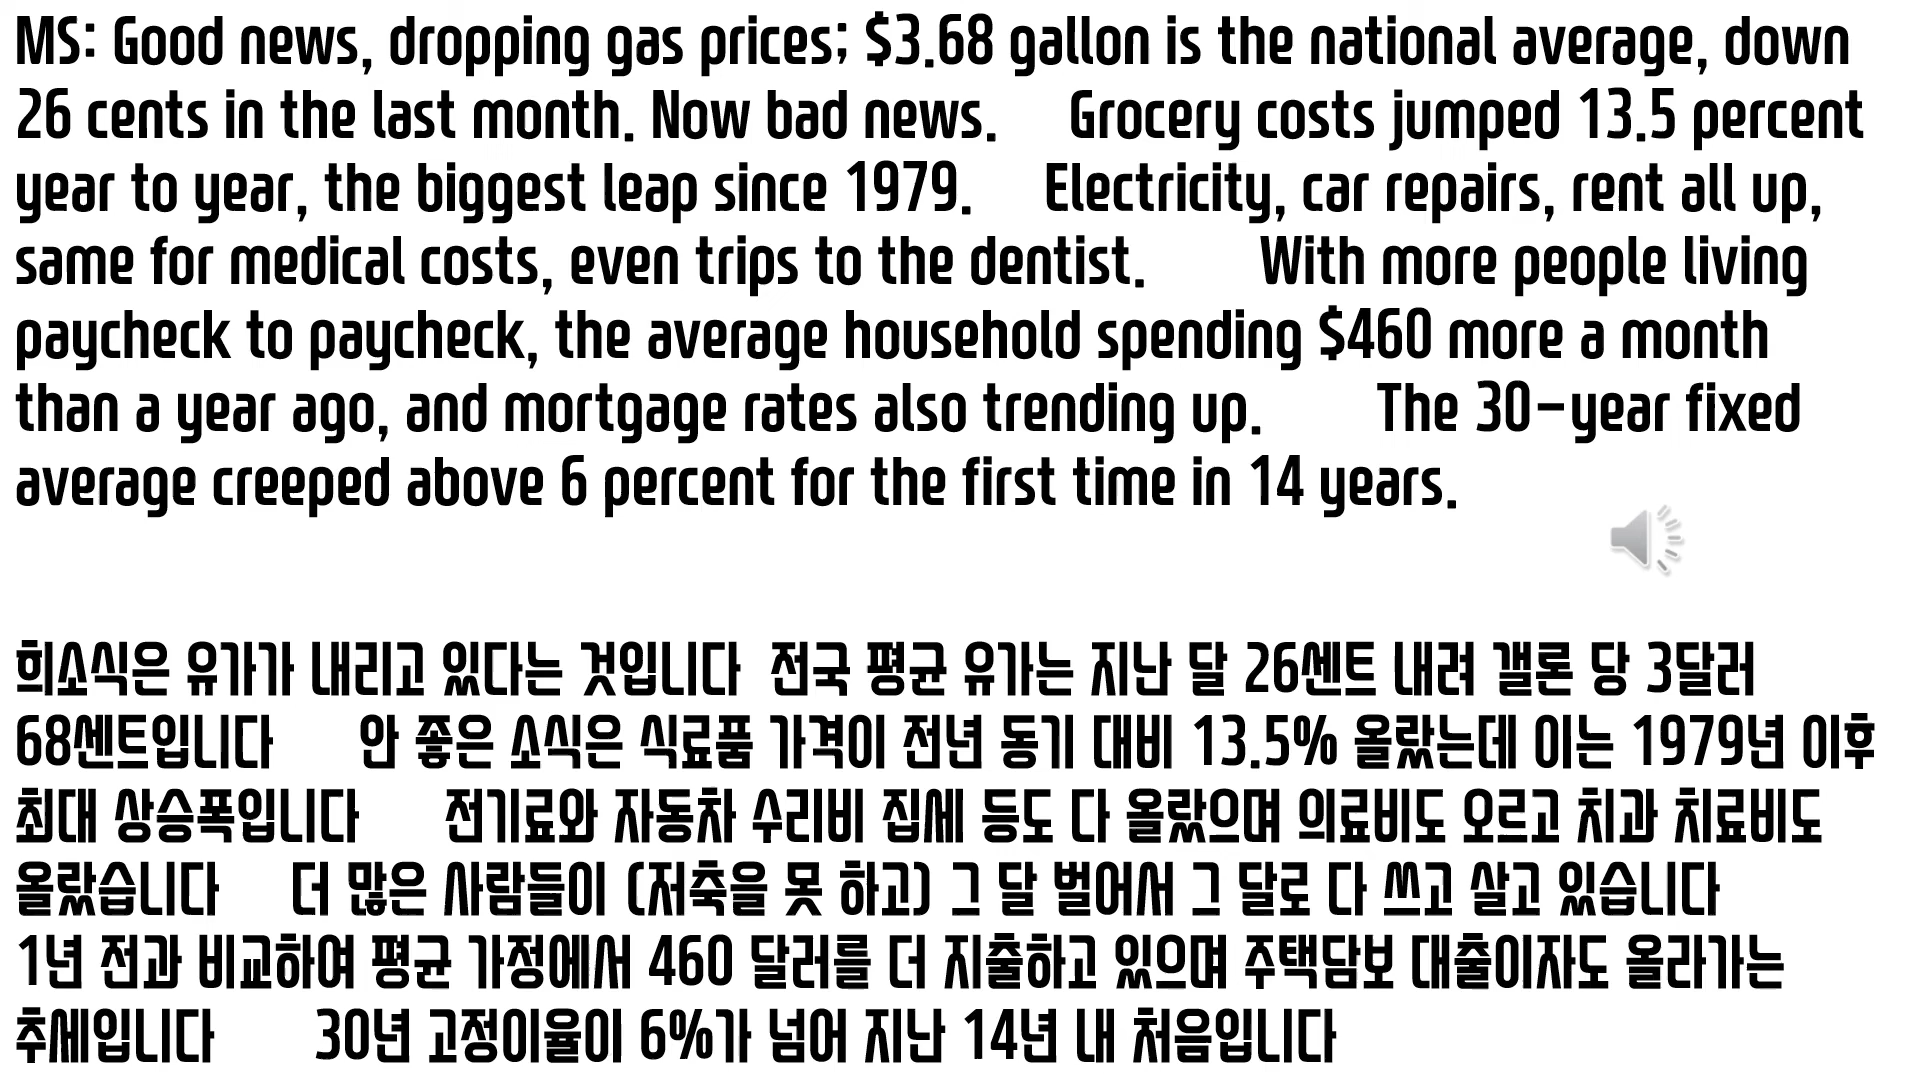 MS: Good news, dropping gas prices; $3.68 gallon is the national average, down
26 cents in the last month. Now bad news. Grocery costs jumped 13.5 percent
year to year, the biggest leap since 1979. Electricity, car repairs, rent all up,
same for medical costs, even trips to the dentist. With more people living
paycheck to paycheck, the average household spending $460 more a month
than a year ago, and mortgage rates also trending up. The 30-year fixed
average creeped above 6 percent for the first time in 14 years.
희소식은 유가가 내리고 있다는 것입니다 전국 평균 유가는 지난 달 26센트 내려 갤론 당 3달러
68센트입니다 안 좋은 소식은 식료품 가격이 전년 동기 대비 13.5% 올랐는데 이는 1979년 이후
최대 상승폭입니다 전기료와 자동차 수리비 집세 등도 다 올랐으며 의료비도 오르고 치과 치료비도
올랐습니다 더 많은 사람들이 (저축을 못 하고) 그 달 벌어서 그 달로 다 쓰고 살고 있습니다
1년 전과 비교하여 평균 가정에서 460 달러를 더 지출하고 있으며 주택담보 대출이자도 올라가는
추세입니다 30년 고정이율이 6%가 넘어 지난 14년 내 처음입니다